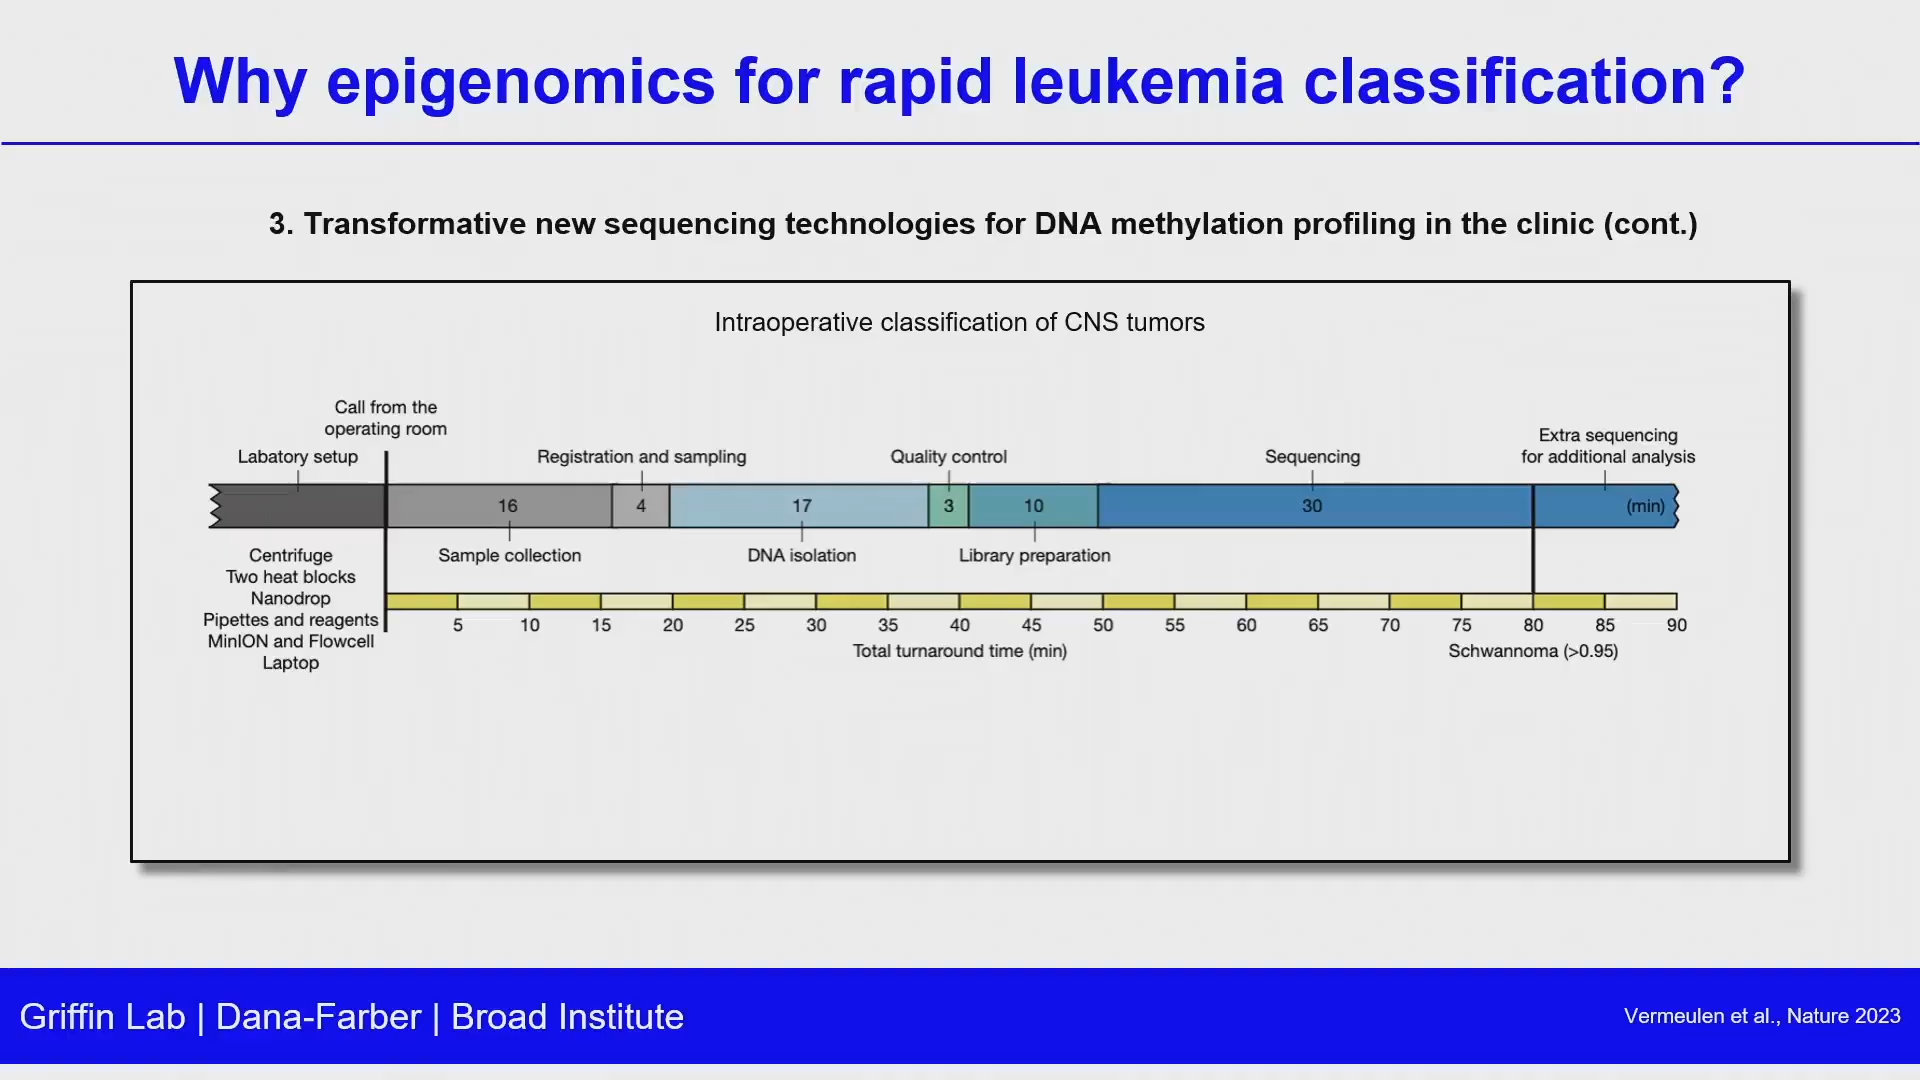 Why epigenomics for rapid leukemia classification?
3. Transformative new sequencing technologies for DNA methylation profiling in the clinic (cont.)
Intraoperative classification of CNS tumors
Call from the
operating room
Labatory setup
Registration and sampling
Quality control
Sequencing
Extra sequencing
for additional analysis
16
4
17
3
10
30
(min)
Sample collection
DNA isolation
Library preparation
Centrifuge
Two heat blocks
Nanodrop
Pipettes and reagents
MinION and Flowcell
Laptop
5 10 15 20 25 30 35 40 45 50 55 60 65 70 75 80 85 90
Total turnaround time (min)
Schwannoma (>0.95)
Griffin Lab | Dana-Farber | Broad Institute
Vermeulen et al., Nature 2023